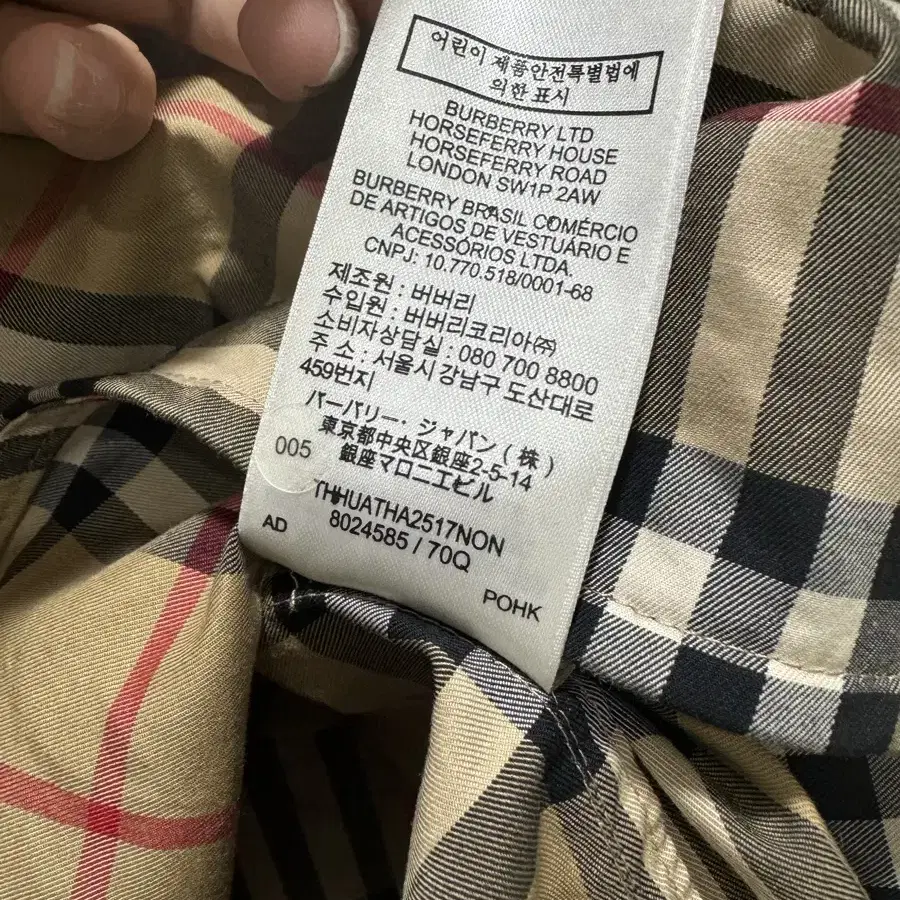 어린이 제품안전특별법에
의한 표시
BURBERRY LTD
HORSEFERRY HOUSE
HORSEFERRY ROAD
LONDON SW1P 2AW
BURBERRY BRASIL COMÉRCIO
DE ARTIGOS DE VESTUÁRIO E
ACESSÓRIOS LTDA.
CNPJ: 10.770.518/0001-68
제조원 : 버버리
수입원 : 버버리코리아㈜
소비자상담실 : 080 700 8800
주 소 : 서울시 강남구 도산대로
459번지
バーバリー・ジャパン(株)
東京都中央区銀座2-5-14
銀座マロニエビル
005
THHUATHA2517NON
8024585 / 70Q
AD
POHK